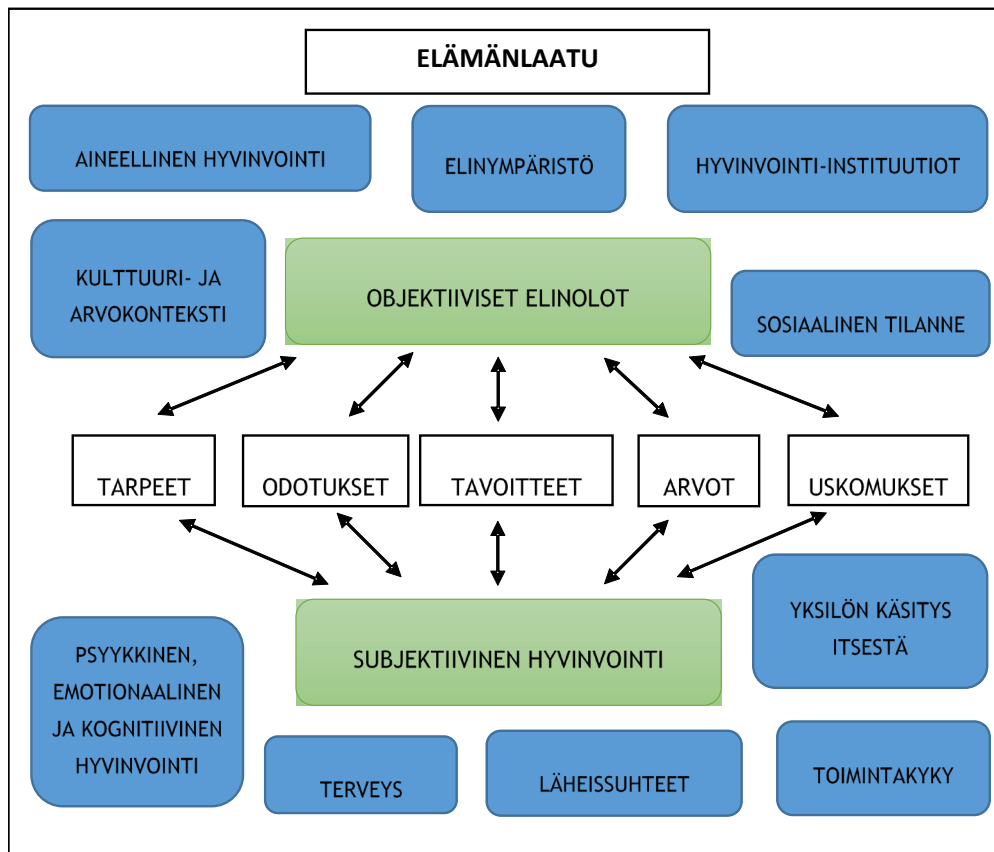 ELÄMÄNLAATU
AINEELLINEN HYVINVOINTI
ELINYMPÄRISTÖ
HYVINVOINTI-INSTITUUTIOT
KULTTUURI- JA
ARVOKONTEKSTI
OBJEKTIIVISET ELINOLOT
SOSIAALINEN TILANNE
TARPEET
ODOTUKSET
TAVOITTEET
ARVOT
USKOMUKSET
YKSILÖN KÄSITYS
ITSESTÄ
SUBJEKTIIVINEN HYVINVOINTI
PSYYKKINEN,
EMOTIONAALINEN
JA KOGNITIIVINEN
HYVINVOINTI
TERVEYS
LÄHEISSUHTEET
TOIMINTAKYKY